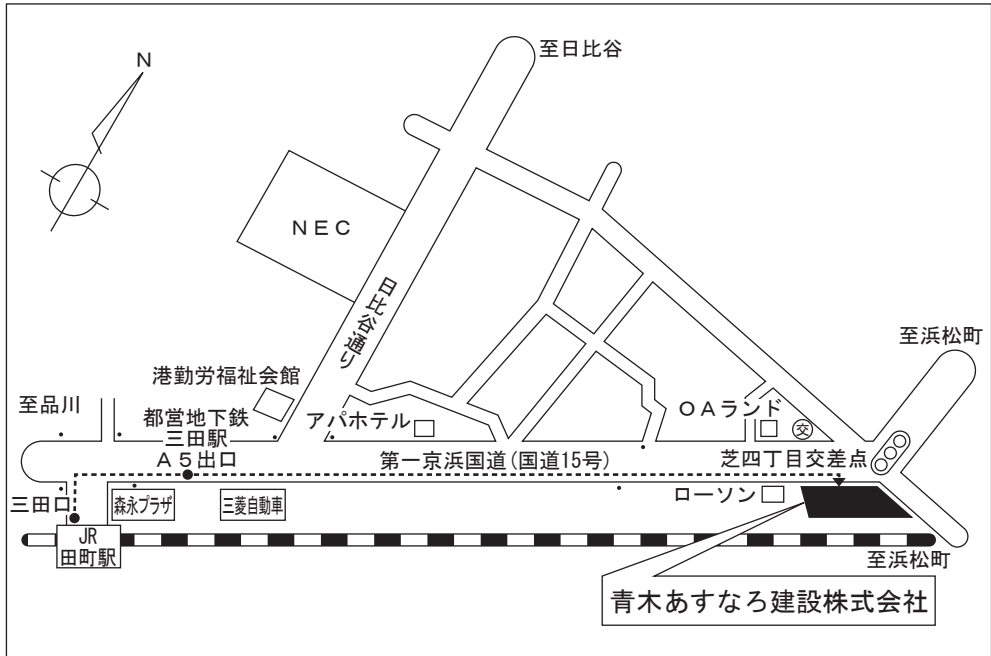 至日比谷
N
NEC
日比谷通り
至浜松町
港勤労福祉会館
至品川
都営地下鉄
三田駅
A5出口
アパホテル
OAランド
交
第一京浜国道(国道15号)
芝四丁目交差点
三田口
森永プラザ
三菱自動車
ローソン
JR
田町駅
至浜松町
青木あすなろ建設株式会社